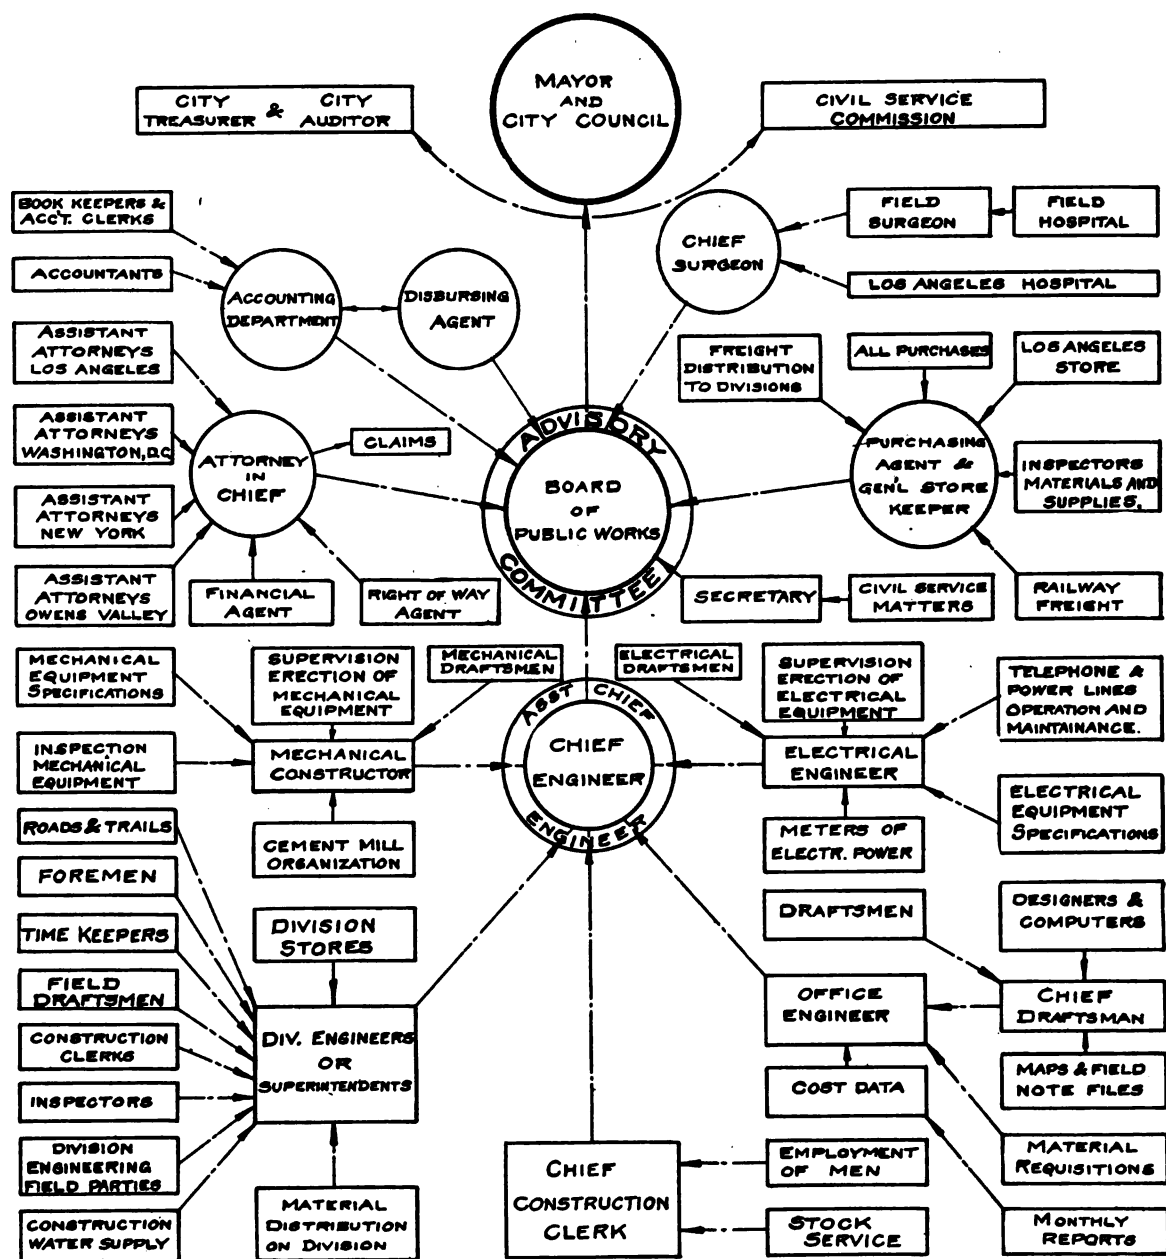 MAYOR
AND
CITY COUNCIL
CITY & CITY
TREASURER AUDITOR
CIVIL SERVICE
COMMISSION
BOOK KEEPERS &
ACC'T. CLERKS
ACCOUNTANTS
ACCOUNTING
DEPARTMENT
DISBURSING
AGENT
CHIEF
SURGEON
FIELD
SURGEON
FIELD
HOSPITAL
LOS ANGELES HOSPITAL
ASSISTANT
ATTORNEYS
LOS ANGELES
ASSISTANT
ATTORNEYS
WASHINGTON, D.C
ASSISTANT
ATTORNEYS
NEW YORK
ASSISTANT
ATTORNEYS
OWENS VALLEY
ATTORNEY
IN
CHIEF
CLAIMS
FINANCIAL
AGENT
RIGHT OF WAY
AGENT
ADVISORY
COMMITTEE
BOARD
OF
PUBLIC WORKS
FREIGHT
DISTRIBUTION
TO DIVISIONS
ALL PURCHASES
LOS ANGELES
STORE
PURCHASING
AGENT &
GEN'L STORE
KEEPER
INSPECTORS
MATERIALS AND
SUPPLIES.
SECRETARY
CIVIL SERVICE
MATTERS
RAILWAY
FREIGHT
MECHANICAL
EQUIPMENT
SPECIFICATIONS
SUPERVISION
ERECTION OF
MECHANICAL
EQUIPMENT
MECHANICAL
DRAFTSMEN
INSPECTION
MECHANICAL
EQUIPMENT
MECHANICAL
CONSTRUCTOR
CEMENT MILL
ORGANIZATION
ASST CHIEF
ENGINEER
CHIEF
ENGINEER
ELECTRICAL
DRAFTSMEN
SUPERVISION
ERECTION OF
ELECTRICAL
EQUIPMENT
TELEPHONE &
POWER LINES
OPERATION AND
MAINTAINANCE.
ELECTRICAL
ENGINEER
METERS OF
ELECTR. POWER
ELECTRICAL
EQUIPMENT
SPECIFICATIONS
ROADS & TRAILS
FOREMEN
TIME KEEPERS
FIELD
DRAFTSMEN
CONSTRUCTION
CLERKS
INSPECTORS
DIVISION
ENGINEERING
FIELD PARTIES
CONSTRUCTION
WATER SUPPLY
DIVISION
STORES
DIV. ENGINEERS
OR
SUPERINTENDENTS
MATERIAL
DISTRIBUTION
ON DIVISION
CHIEF
CONSTRUCTION
CLERK
DRAFTSMEN
DESIGNERS &
COMPUTERS
OFFICE
ENGINEER
CHIEF
DRAFTSMAN
COST DATA
MAPS & FIELD
NOTE FILES
EMPLOYMENT
OF MEN
MATERIAL
REQUISITIONS
STOCK
SERVICE
MONTHLY
REPORTS